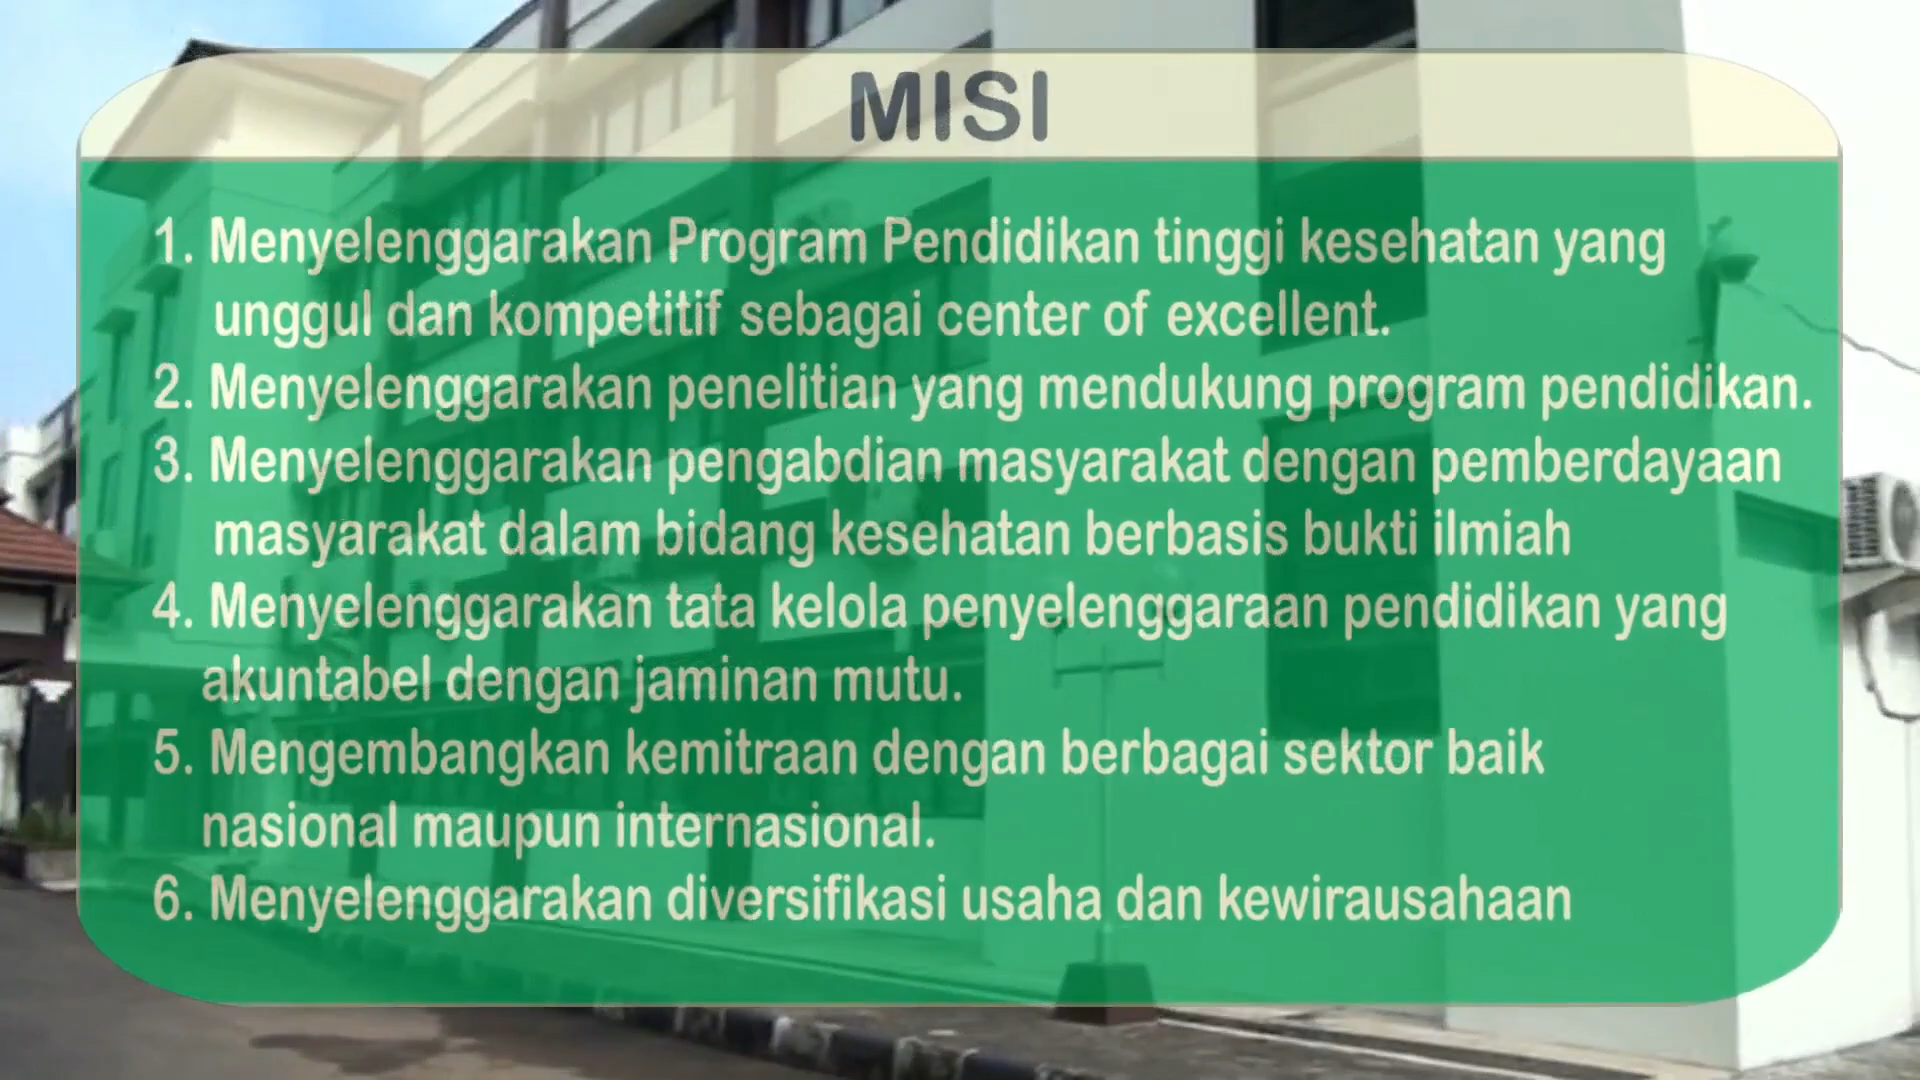 MISI
1. Menyelenggarakan Program Pendidikan tinggi kesehatan yang
unggul dan kompetitif sebagai center of excellent.
2. Menyelenggarakan penelitian yang mendukung program pendidikan.
3. Menyelenggarakan pengabdian masyarakat dengan pemberdayaan
masyarakat dalam bidang kesehatan berbasis bukti ilmiah
4. Menyelenggarakan tata kelola penyelenggaraan pendidikan yang
akuntabel dengan jaminan mutu.
5. Mengembangkan kemitraan dengan berbagai sektor baik
nasional maupun internasional.
6. Menyelenggarakan diversifikasi usaha dan kewirausahaan